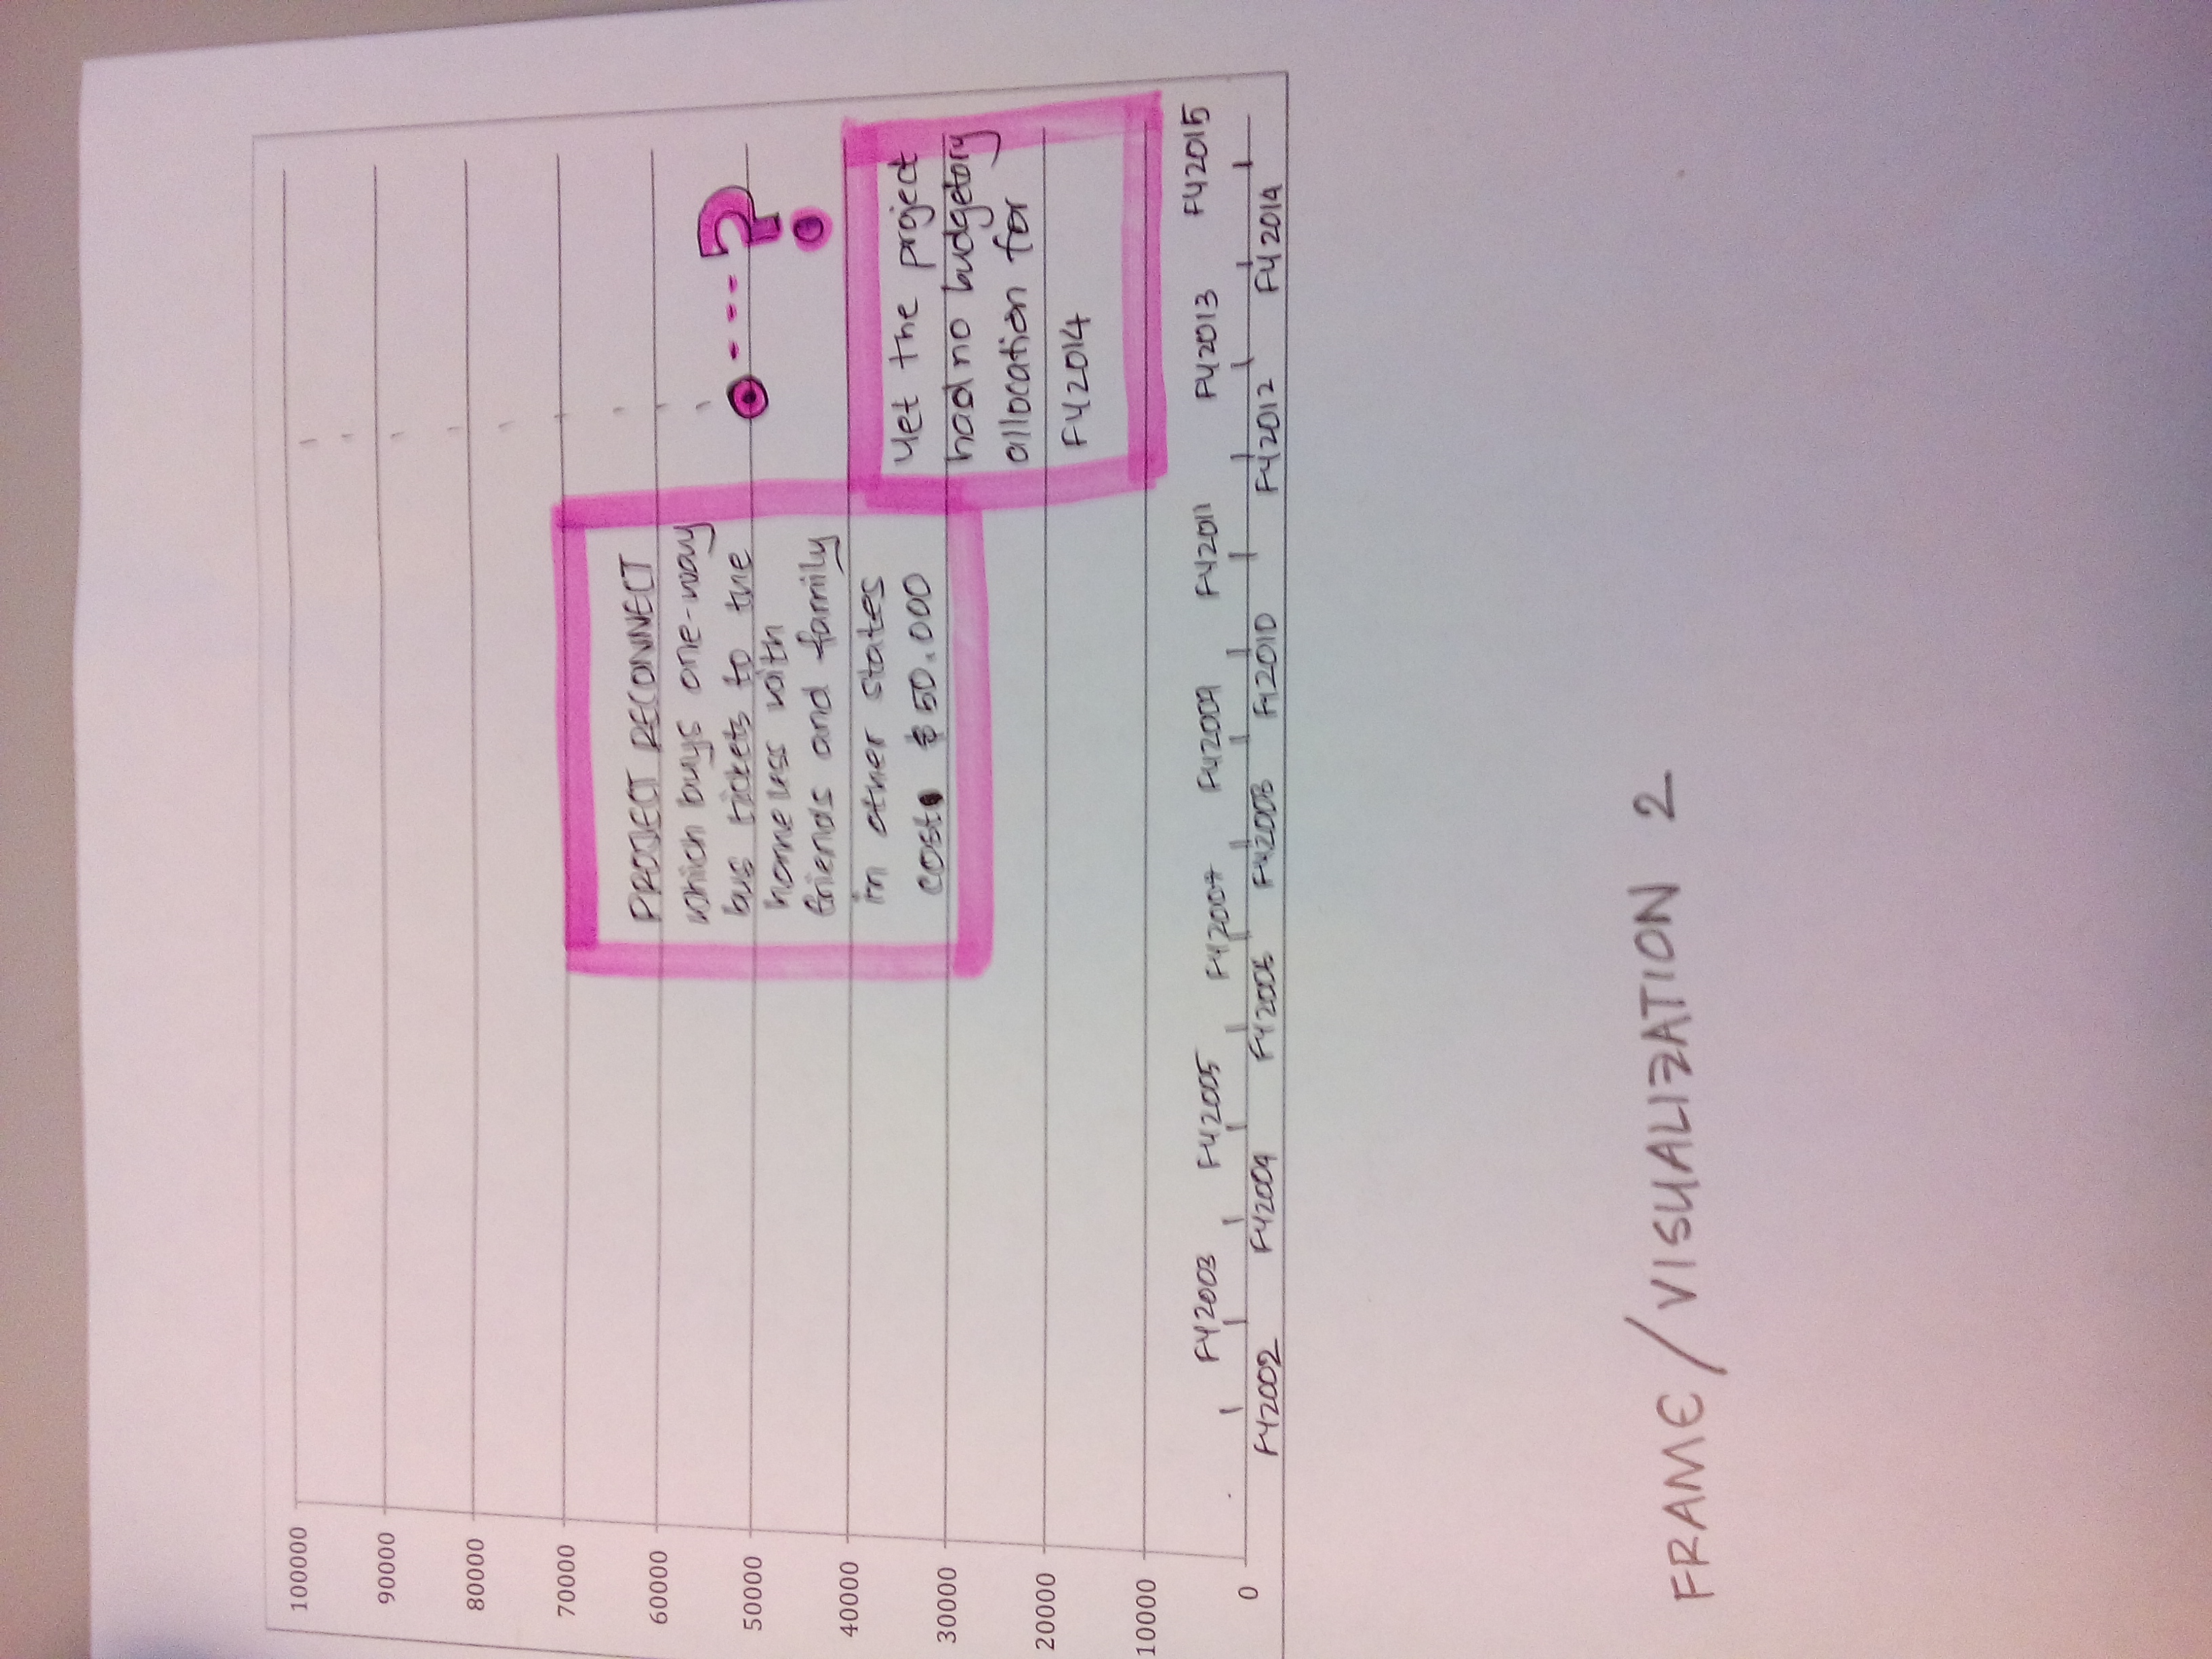 100000
90000
80000
70000
60000
50000
40000
30000
20000
10000
0
PROJECT RECONNECT
which buys one-way
bus tickets to the
homeless with
friends and family
in other states
cost $50.000
?
Yet the project
had no budgetory
allocation for
FY2014
FY2003 FY2005 FY2007 FY2009 FY2011 FY2013 FY2015
FY2002 FY2004 FY2006 FY2008 FY2010 FY2012 FY2014
FRAME / VISUALIZATION 2